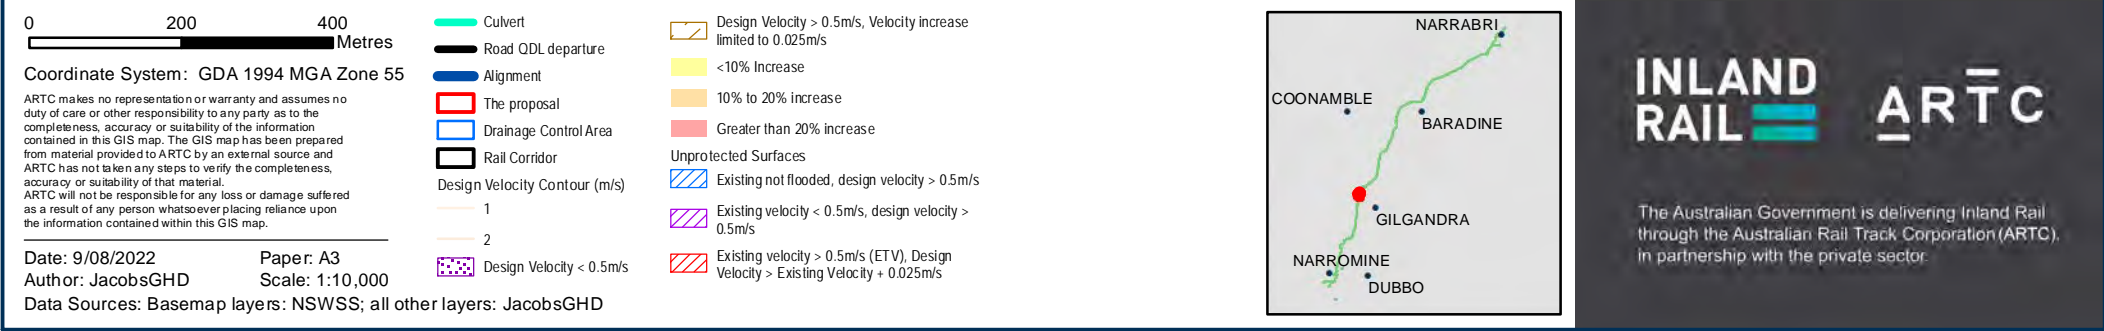 0 200 400
Metres
Coordinate System: GDA 1994 MGA Zone 55
ARTC makes no representation or warranty and assumes no
duty of care or other responsibility to any party as to the
completeness, accuracy or suitability of the information
contained in this GIS map. The GIS map has been prepared
from material provided to ARTC by an external source and
ARTC has not taken any steps to verify the completeness,
accuracy or suitability of that material.
ARTC will not be responsible for any loss or damage suffered
as a result of any person whatsoever placing reliance upon
the information contained within this GIS map.
Date: 9/08/2022 Paper: A3
Author: JacobsGHD Scale: 1:10,000
Data Sources: Basemap layers: NSWSS; all other layers: JacobsGHD
Culvert
Road QDL departure
Alignment
The proposal
Drainage Control Area
Rail Corridor
Design Velocity Contour (m/s)
1
2
Design Velocity < 0.5m/s
Design Velocity > 0.5m/s, Velocity increase
limited to 0.025m/s
<10% Increase
10% to 20% increase
Greater than 20% increase
Unprotected Surfaces
Existing not flooded, design velocity > 0.5m/s
Existing velocity < 0.5m/s, design velocity >
0.5m/s
Existing velocity > 0.5m/s (ETV), Design
Velocity > Existing Velocity + 0.025m/s
NARRABRI
COONAMBLE
BARADINE
GILGANDRA
NARROMINE
DUBBO
INLAND
RAIL
ARTC
The Australian Government is delivering Inland Rail
through the Australian Rail Track Corporation (ARTC),
in partnership with the private sector.